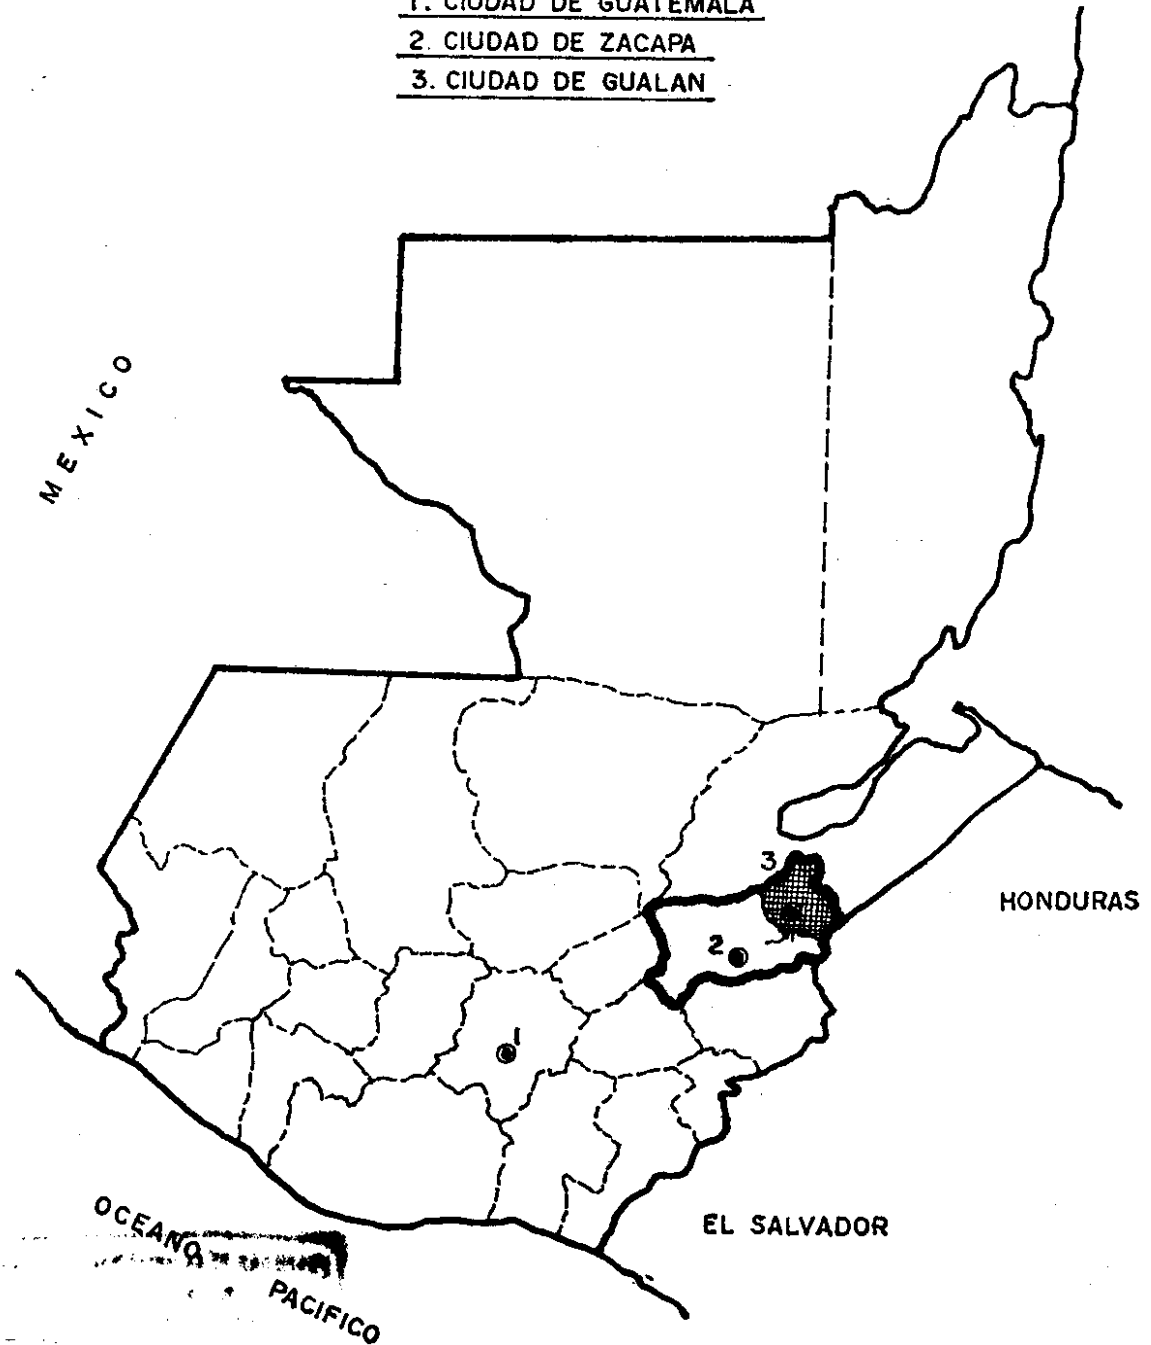 1. CIUDAD DE GUATEMALA
2. CIUDAD DE ZACAPA
3. CIUDAD DE GUALAN
MEXICO
3
HONDURAS
2
1
EL SALVADOR
OCEANO
PACIFICO